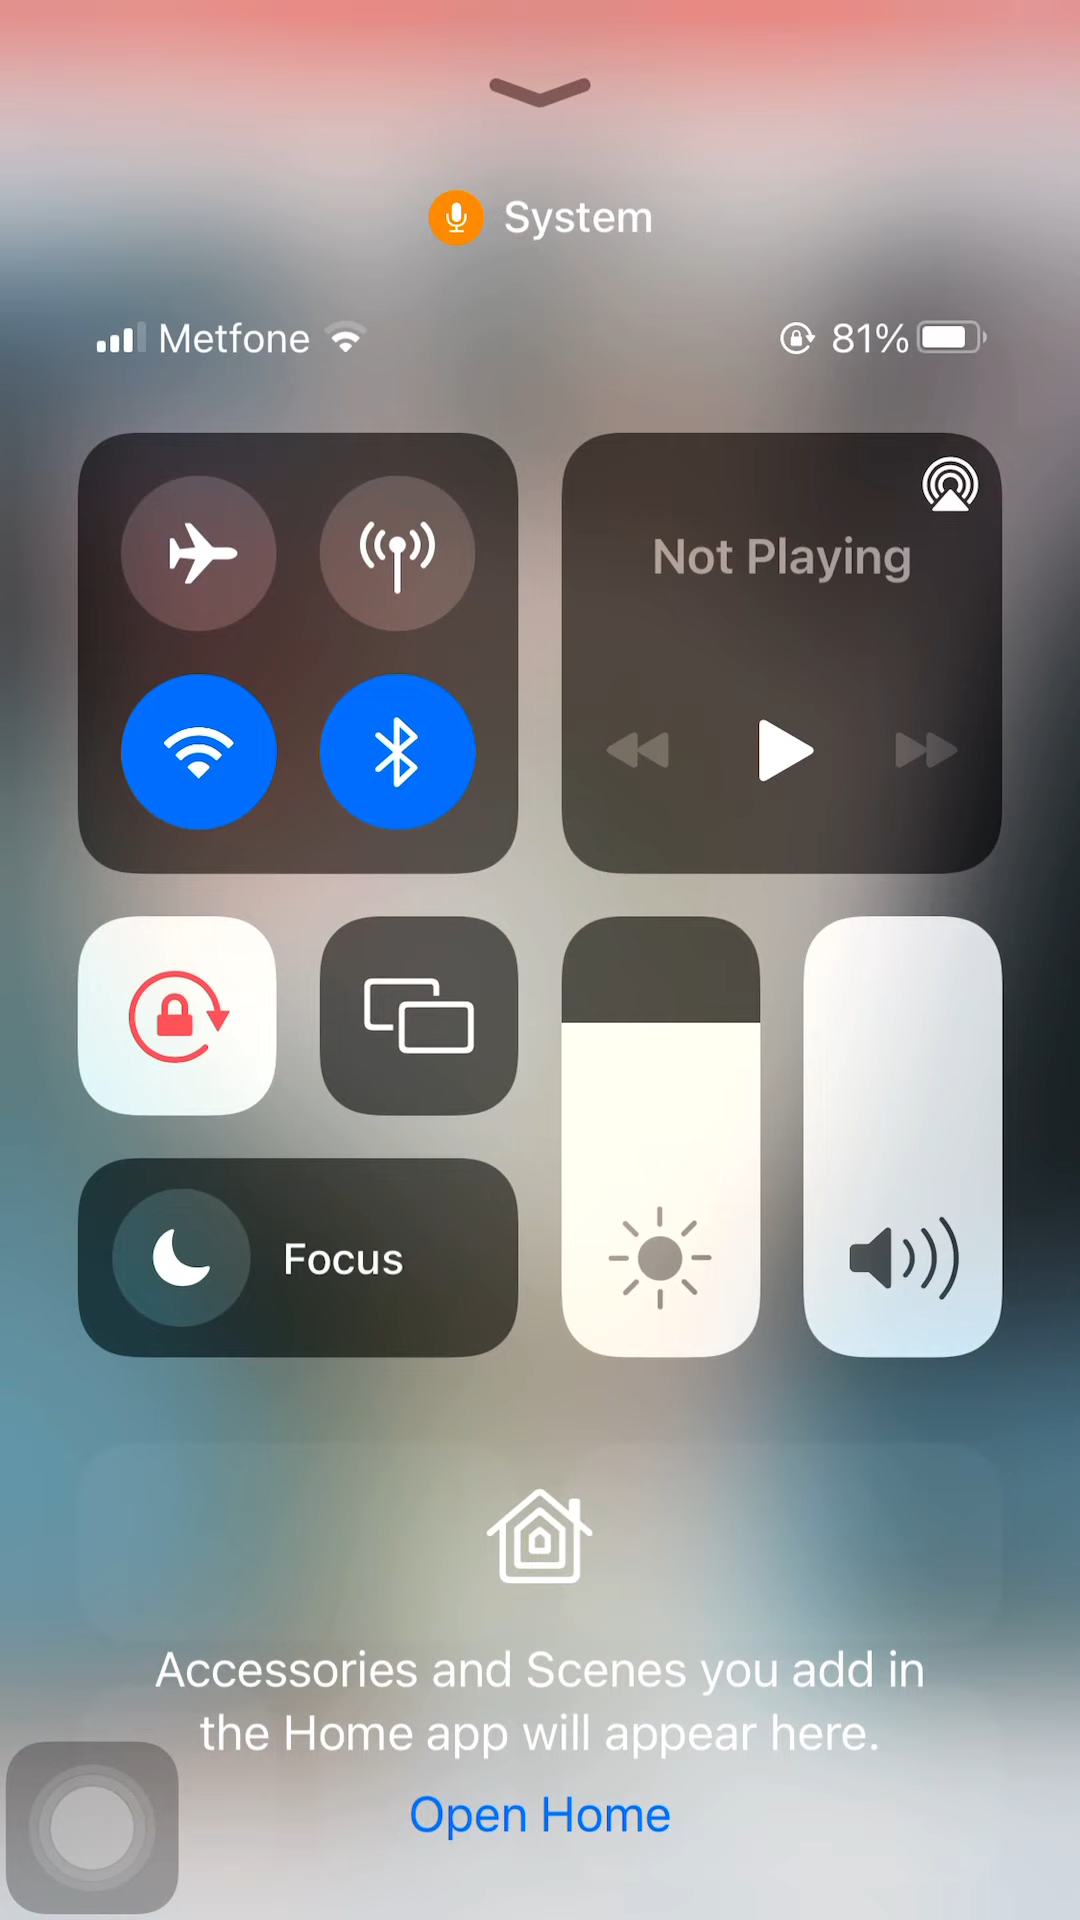 System
Metfone
81%
Not Playing
Focus
Accessories and Scenes you add in
the Home app will appear here.
Open Home